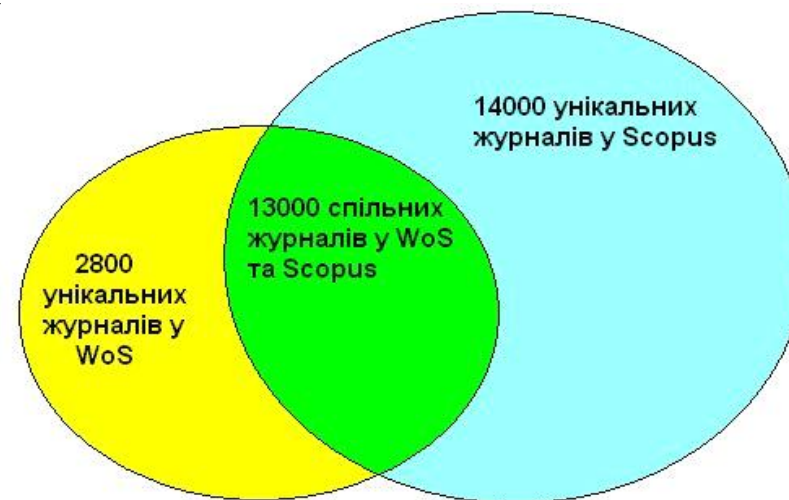 14000 унікальних
журналів у Scopus
13000 спільних
журналів у WoS
та Scopus
2800
унікальних
журналів у
WoS